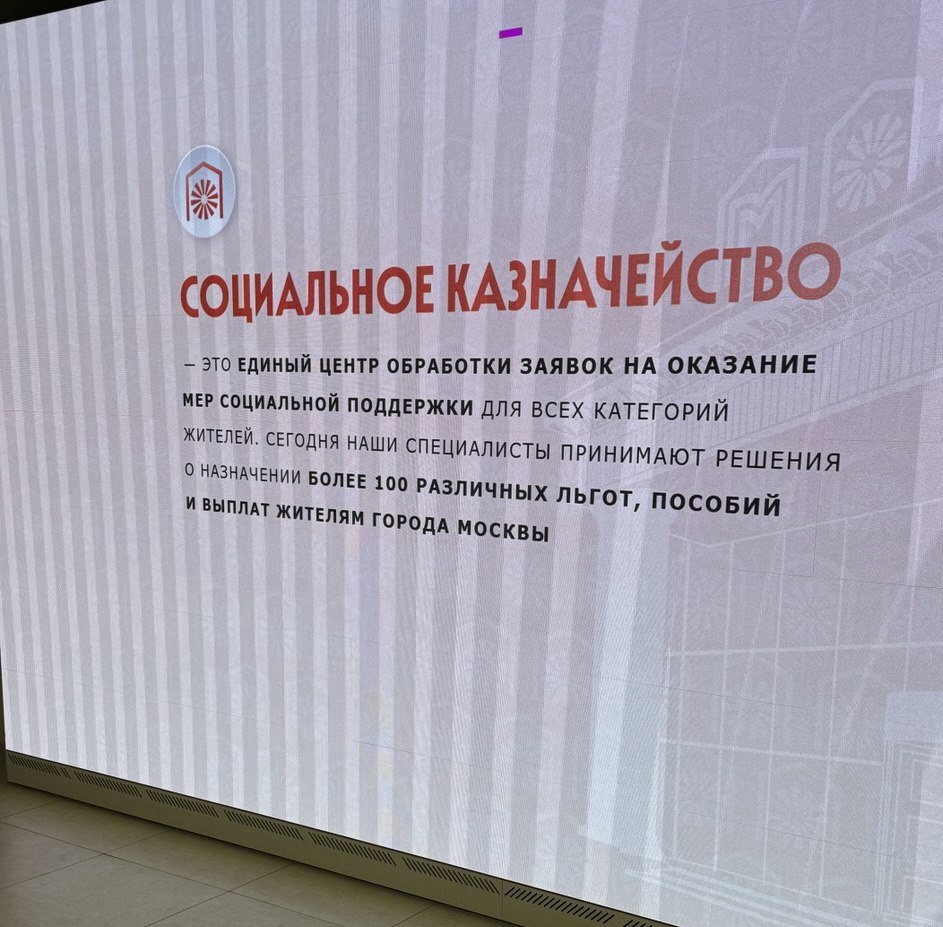 СОЦИАЛЬНОЕ КАЗНАЧЕЙСТВО
– ЭТО ЕДИНЫЙ ЦЕНТР ОБРАБОТКИ ЗАЯВОК НА ОКАЗАНИЕ
МЕР СОЦИАЛЬНОЙ ПОДДЕРЖКИ ДЛЯ ВСЕХ КАТЕГОРИЙ
ЖИТЕЛЕЙ. СЕГОДНЯ НАШИ СПЕЦИАЛИСТЫ ПРИНИМАЮТ РЕШЕНИЯ
О НАЗНАЧЕНИИ БОЛЕЕ 100 РАЗЛИЧНЫХ ЛЬГОТ, ПОСОБИЙ
И ВЫПЛАТ ЖИТЕЛЯМ ГОРОДА МОСКВЫ